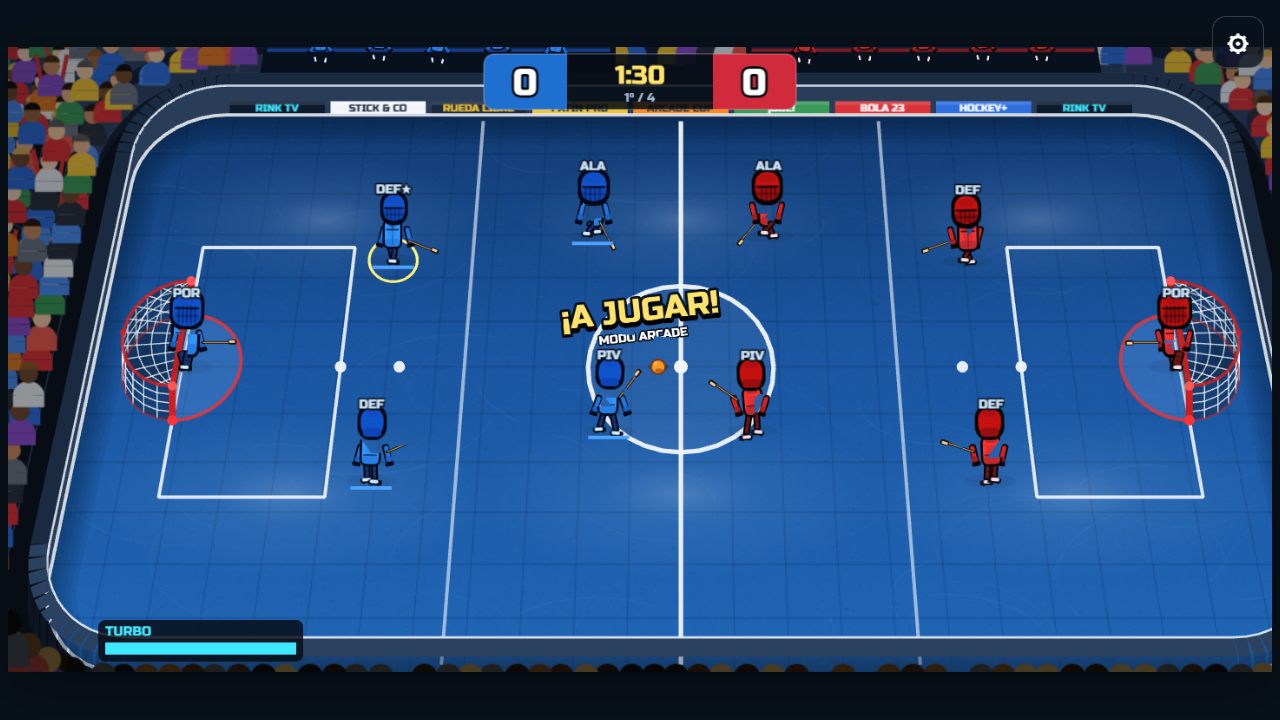 0
1:30
0
1º / 4
RINK TV
STICK & CO
RUEDA
BOLA 23
HOCKEY+
RINK TV
ALA
ALA
DEF★
DEF
POR
POR
¡A JUGAR!
MODO ARCADE
PIV
PIV
DEF
DEF
TURBO